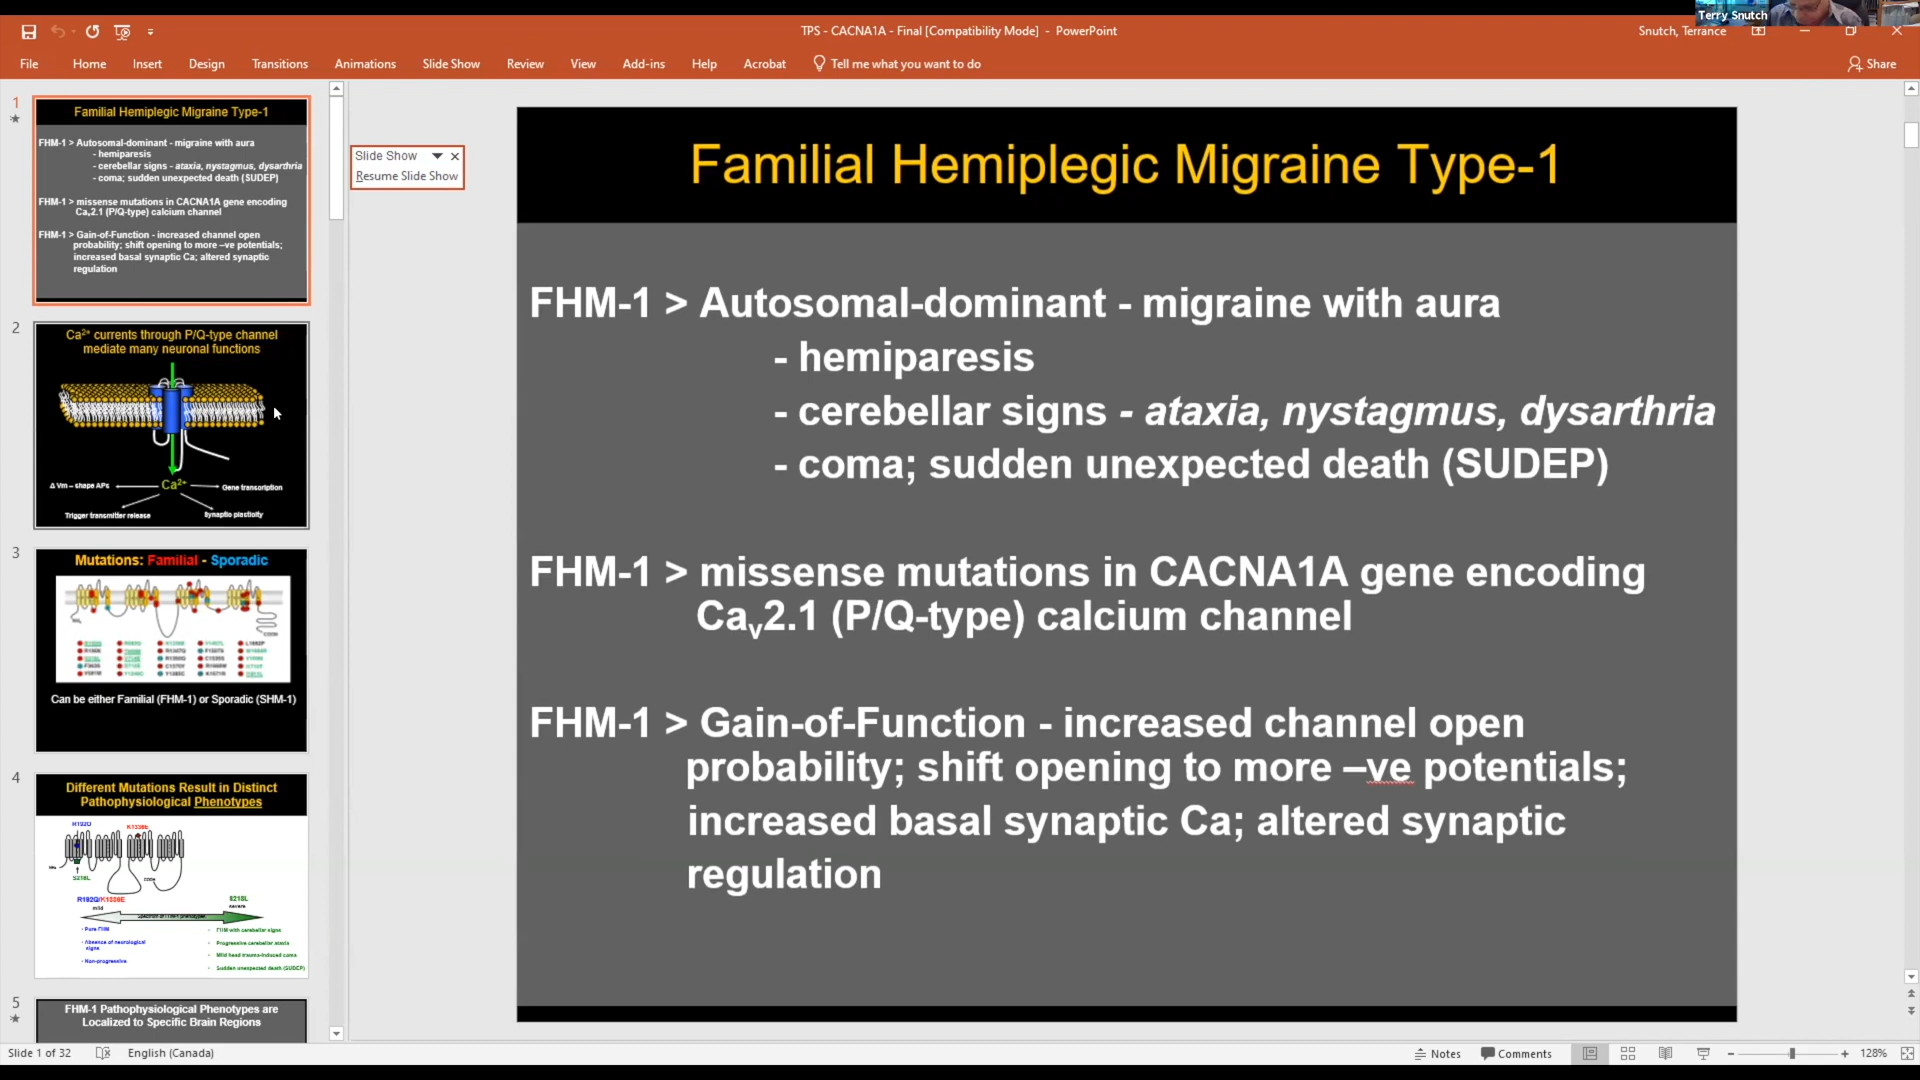 Terry Snutch
TPS - CACNA1A - Final [Compatibility Mode] - PowerPoint
Snutch, Terrance
File Home Insert Design Transitions Animations Slide Show Review View Add-ins Help Acrobat Tell me what you want to do Share
1
Familial Hemiplegic Migraine Type-1
FHM-1 > Autosomal-dominant - migraine with aura
- hemiparesis
- cerebellar signs - ataxia, nystagmus, dysarthria
- coma; sudden unexpected death (SUDEP)
FHM-1 > missense mutations in CACNA1A gene encoding
Cav2.1 (P/Q-type) calcium channel
FHM-1 > Gain-of-Function - increased channel open
probability; shift opening to more –ve potentials;
increased basal synaptic Ca; altered synaptic
regulation
2
Ca2+ currents through P/Q-type channel
mediate many neuronal functions
Δ Vm – shape APs
Ca2+
Gene transcription
Trigger transmitter release
Synaptic plasticity
3
Mutations: Familial - Sporadic
Can be either Familial (FHM-1) or Sporadic (SHM-1)
4
Different Mutations Result in Distinct
Pathophysiological Phenotypes
R192Q
K1336E
S218L
R192Q/K1336E
mild
S218L
severe
Spectrum of FHM-1 phenotypes
· Pure FHM
· Absence of neurological
signs
· Non-progressive
· FHM with cerebellar signs
· Progressive cerebellar ataxia
· Mild head trauma-induced coma
· Sudden unexpected death (SUDEP)
5
FHM-1 Pathophysiological Phenotypes are
Localized to Specific Brain Regions
Slide Show
Resume Slide Show
Familial Hemiplegic Migraine Type-1
FHM-1 > Autosomal-dominant - migraine with aura
- hemiparesis
- cerebellar signs - ataxia, nystagmus, dysarthria
- coma; sudden unexpected death (SUDEP)
FHM-1 > missense mutations in CACNA1A gene encoding
Cav2.1 (P/Q-type) calcium channel
FHM-1 > Gain-of-Function - increased channel open
probability; shift opening to more –ve potentials;
increased basal synaptic Ca; altered synaptic
regulation
Slide 1 of 32 English (Canada) Notes Comments 128%